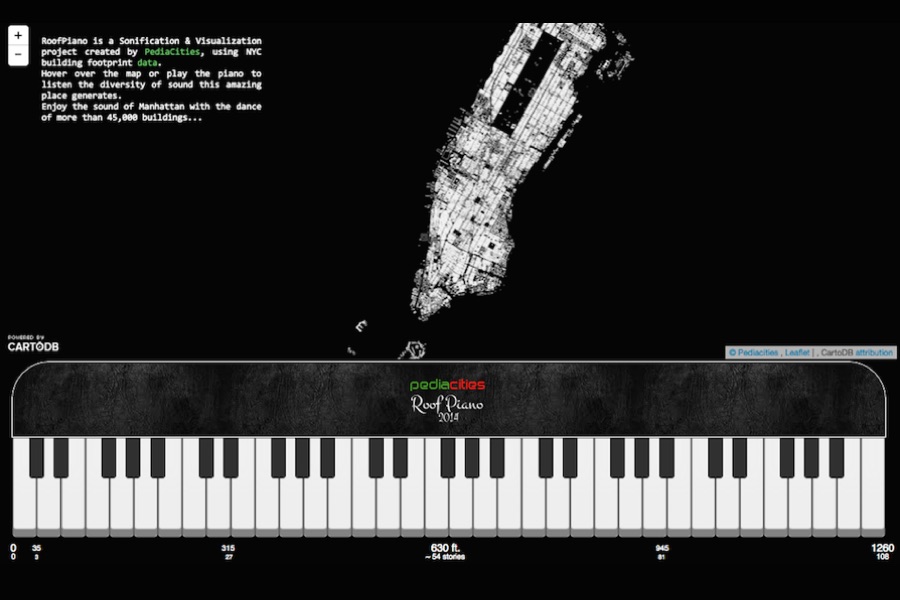 +
−
RoofPiano is a Sonification & Visualization
project created by PediaCities, using NYC
building footprint data.
Hover over the map or play the piano to
listen the diversity of sound this amazing
place generates.
Enjoy the sound of Manhattan with the dance
of more than 45,000 buildings...
POWERED BY
CARTODB
© Pediacities , Leaflet | , CartoDB attribution
pediacities
Roof Piano
2014
0 35 315 630 ft. 945 1260
0 3 27 ~ 54 stories 81 108